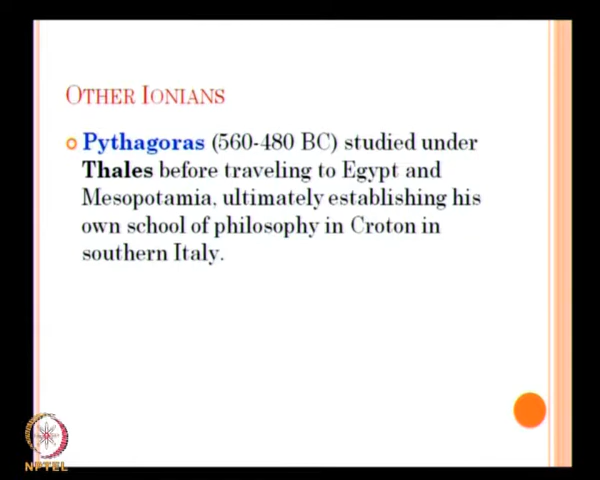 OTHER IONIANS
Pythagoras (560-480 BC) studied under
Thales before traveling to Egypt and
Mesopotamia, ultimately establishing his
own school of philosophy in Croton in
southern Italy.
NPTEL